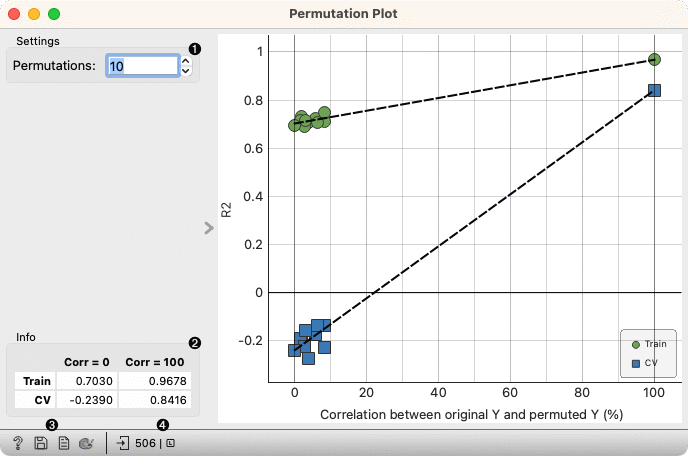 Permutation Plot
Settings
1
Permutations: 10
1
0.8
0.6
0.4
0.2
0
-0.2
R2
0 20 40 60 80 100
Correlation between original Y and permuted Y (%)
Train
CV
Info
2
Corr = 0 Corr = 100
Train 0.7030 0.9678
CV -0.2390 0.8416
3 4
? 506 |